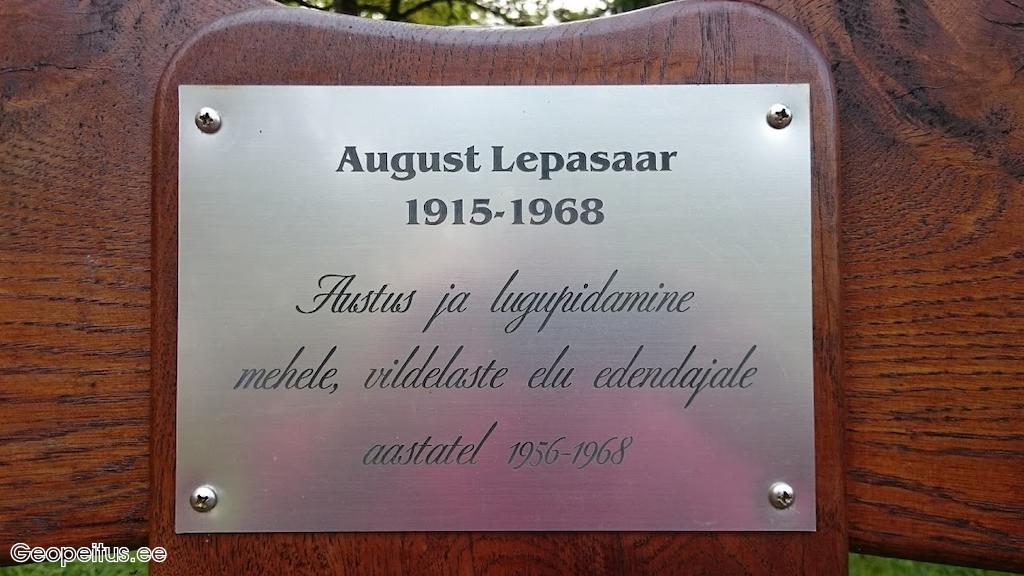 August Lepasaar
1915-1968
Austus ja lugupidamine
mehele, vildelaste elu edendajale
aastatel 1956-1968
Geopeitus.ee